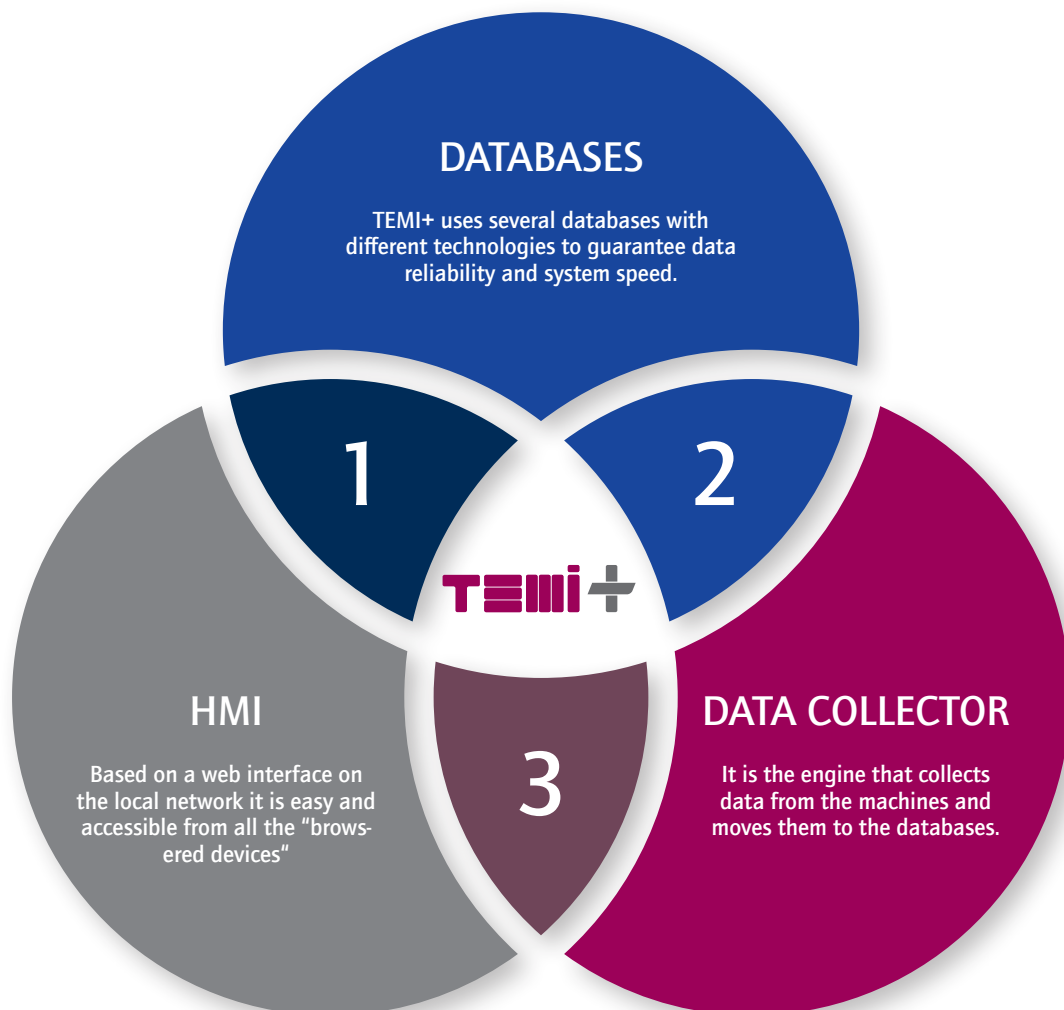 DATABASES
TEMI+ uses several databases with
different technologies to guarantee data
reliability and system speed.
1
2
TEMi+
HMI
Based on a web interface on
the local network it is easy and
accessible from all the "brows-
ered devices"
3
DATA COLLECTOR
It is the engine that collects
data from the machines and
moves them to the databases.